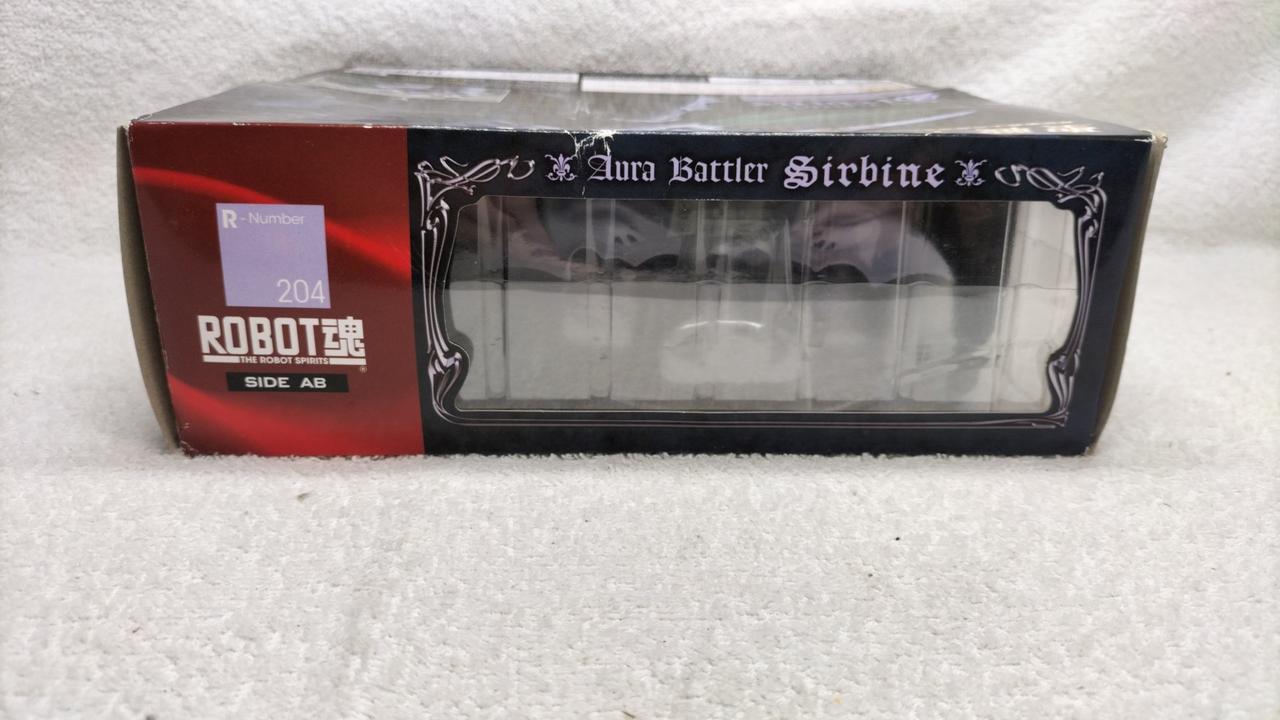 R-Number
204
ROBOT魂
THE ROBOT SPIRITS
®
SIDE AB
Aura Battler Sirbine